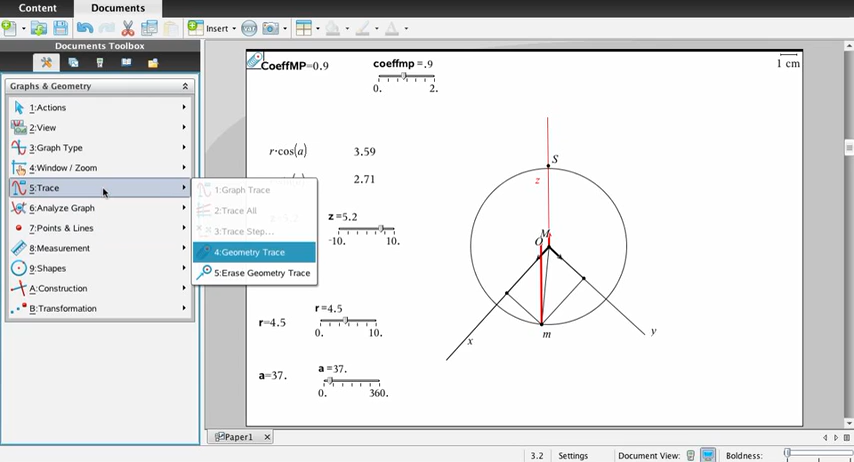 Content
Documents
Insert
Documents Toolbox
Graphs & Geometry
1:Actions
2:View
3:Graph Type
4:Window / Zoom
5:Trace
6:Analyze Graph
7:Points & Lines
8:Measurement
9:Shapes
A:Construction
B:Transformation
1:Graph Trace
2:Trace All
3:Trace Step...
4:Geometry Trace
5:Erase Geometry Trace
CoeffMP=0.9
coeffmp =.9
0. 2.
1 cm
r·cos(a) 3.59
2.71
z =5.2
-10. 10.
r=4.5
r =4.5
0. 10.
a=37.
a =37.
0. 360.
S
z
M
O
x
y
m
Paper1
3.2 Settings Document View: Boldness: